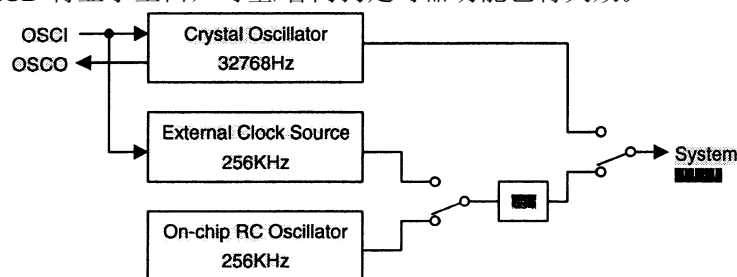 OSCI
OSCO
Crystal Oscillator
32768Hz
External Clock Source
256KHz
On-chip RC Oscillator
256KHz
System